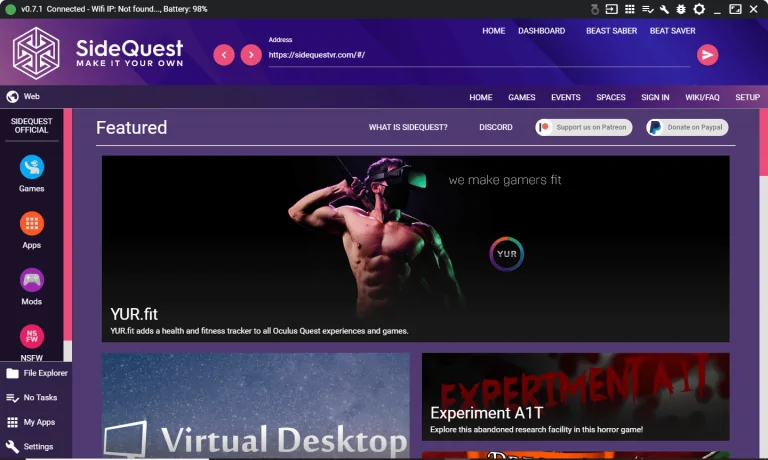 v0.7.1 Connected - Wifi IP: Not found..., Battery: 98%
SideQuest
MAKE IT YOUR OWN
Address
https://sidequestvr.com/#/
HOME DASHBOARD BEAST SABER BEAT SAVER
Web
HOME GAMES EVENTS SPACES SIGN IN WIKI/FAQ SETUP
SIDEQUEST
OFFICIAL
Games
Apps
Mods
NS
FW
NSFW
File Explorer
No Tasks
My Apps
Settings
Featured
WHAT IS SIDEQUEST? DISCORD Support us on Patreon Donate on Paypal
we make gamers fit
YUR
YUR.fit
YUR.fit adds a health and fitness tracker to all Oculus Quest experiences and games.
Virtual Desktop
EXPERIMENT A1T
Experiment A1T
Explore this abandoned research facility in this horror game!